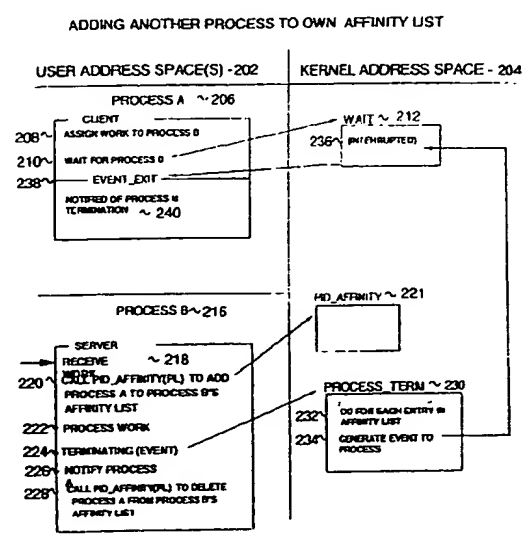 ADDING ANOTHER PROCESS TO OWN AFFINITY LIST
USER ADDRESS SPACE(S) - 202
KERNEL ADDRESS SPACE - 204
PROCESS A ~ 206
CLIENT
208 ASSIGN WORK TO PROCESS B
210 WAIT FOR PROCESS B
238 EVENT_EXIT
NOTIFIED OF PROCESS B
TERMINATION ~ 240
WAIT ~ 212
236 (INTERRUPTED)
PROCESS B ~ 216
SERVER
RECEIVE
WORK ~ 218
220 CALL PID_AFFINITY(PL) TO ADD
PROCESS A TO PROCESS B'S
AFFINITY LIST
222 PROCESS WORK
224 TERMINATING (EVENT)
226 NOTIFY PROCESS
A
228 CALL PID_AFFINITY(PL) TO DELETE
PROCESS A FROM PROCESS B'S
AFFINITY LIST
PID_AFFINITY ~ 221
PROCESS_TERM ~ 230
232 DO FOR EACH ENTRY IN
AFFINITY LIST
234 GENERATE EVENT TO
PROCESS